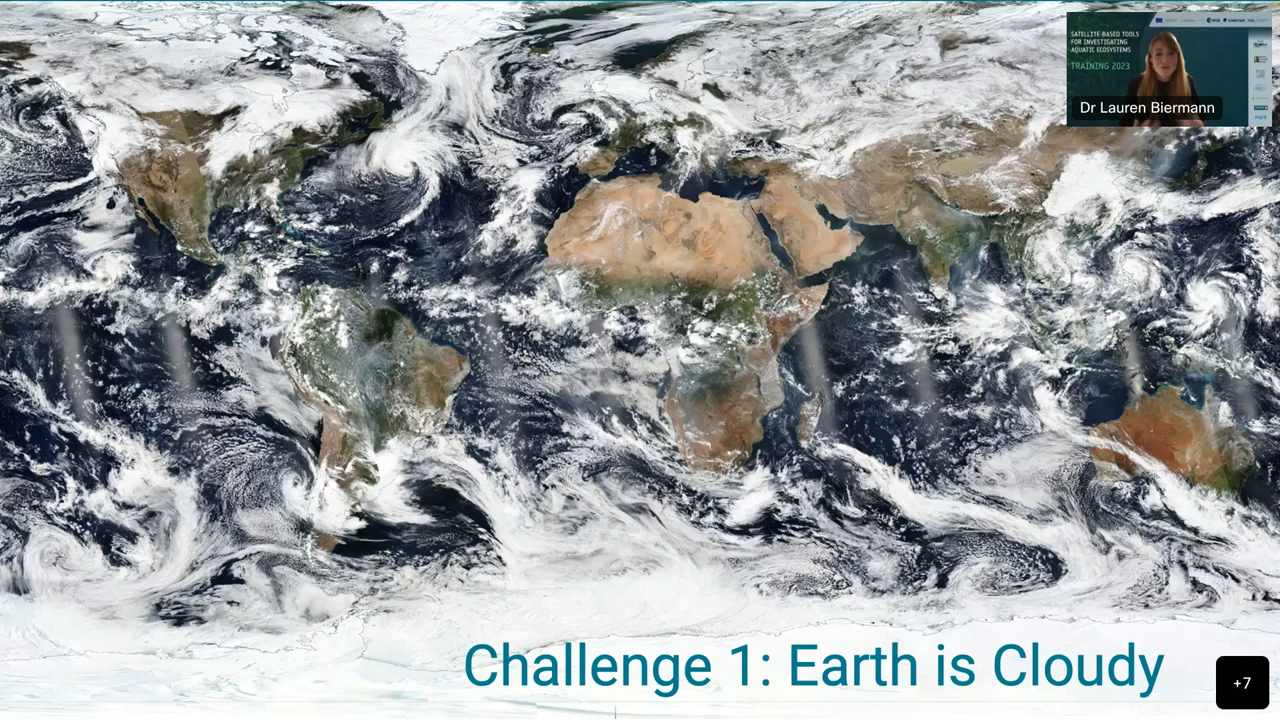 SATELLITE-BASED TOOLS
FOR INVESTIGATING
AQUATIC ECOSYSTEMS
TRAINING 2023
Dr Lauren Biermann
Challenge 1: Earth is Cloudy
+7